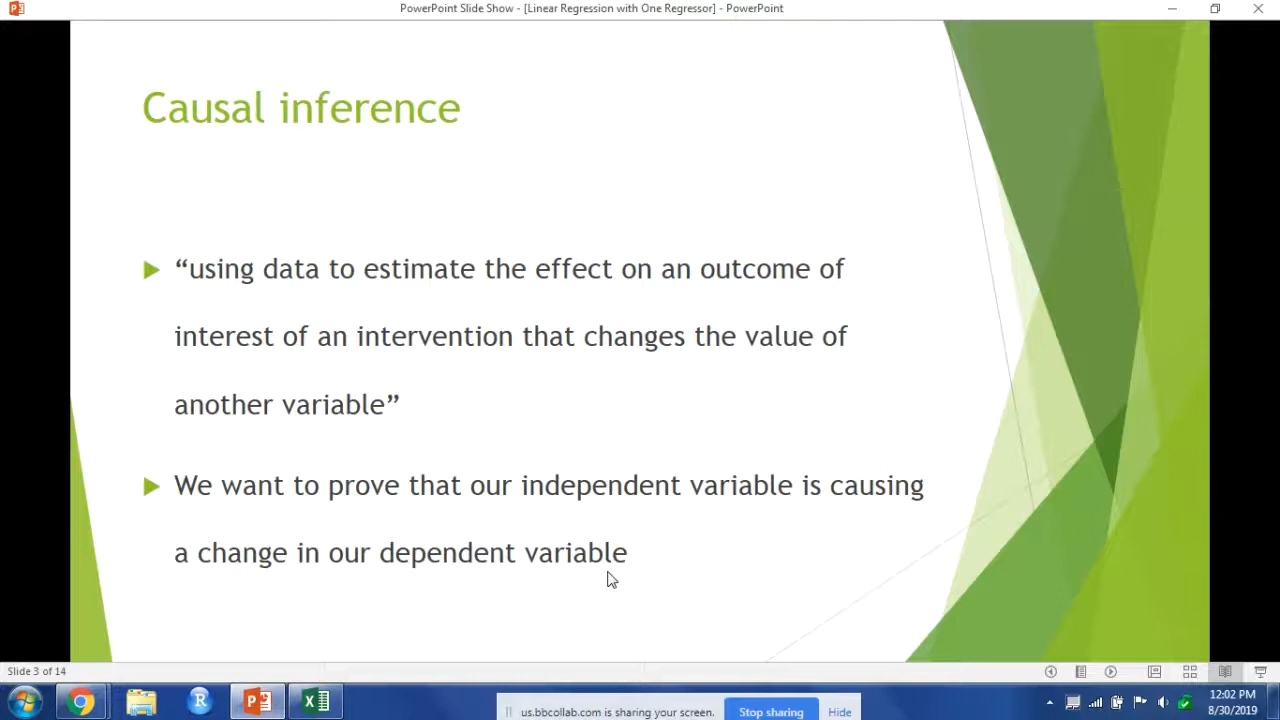 PowerPoint Slide Show - [Linear Regression with One Regressor] - PowerPoint
Causal inference
“using data to estimate the effect on an outcome of
interest of an intervention that changes the value of
another variable”
We want to prove that our independent variable is causing
a change in our dependent variable
Slide 3 of 14
us.bbcollab.com is sharing your screen.
Stop sharing
Hide
12:02 PM
8/30/2019